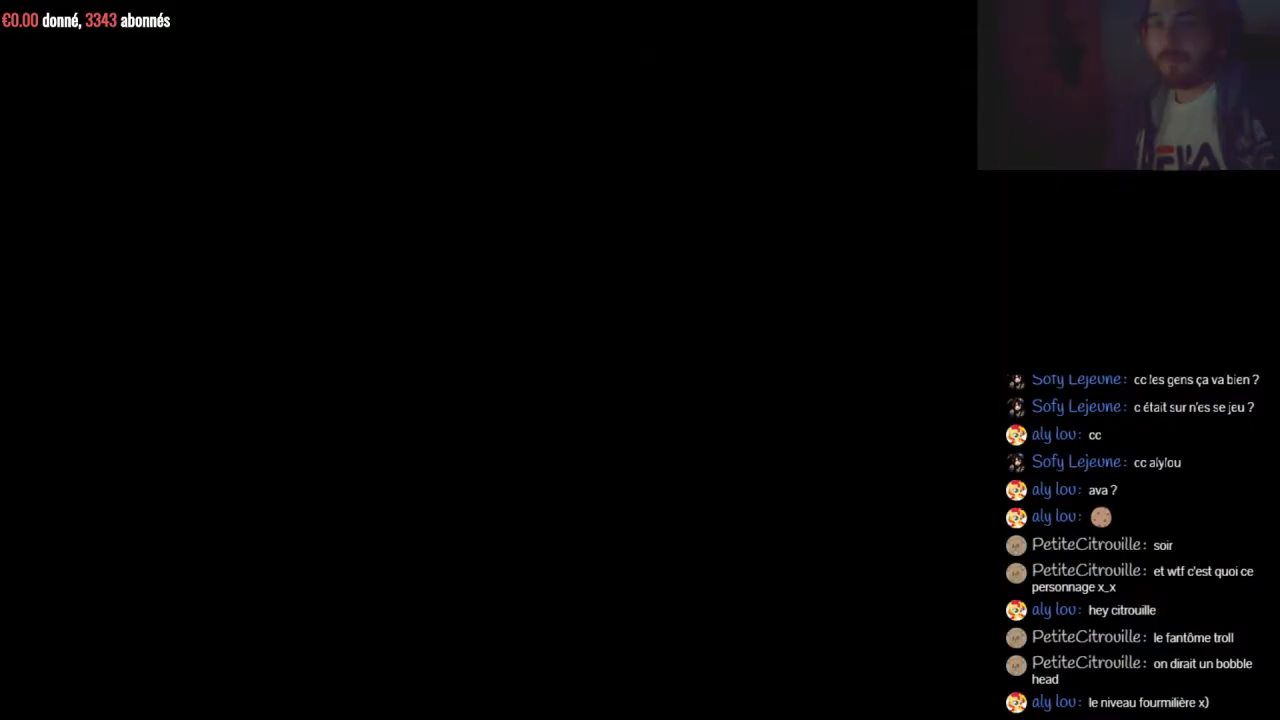 €0.00 donné, 3343 abonnés
FILA
Sofy Lejeune: cc les gens ça va bien ?
Sofy Lejeune: c était sur n'es se jeu ?
aly lou: cc
Sofy Lejeune: cc alylou
aly lou: ava ?
aly lou:
PetiteCitrouille: soir
PetiteCitrouille: et wtf c'est quoi ce
personnage x_x
aly lou: hey citrouille
PetiteCitrouille: le fantôme troll
PetiteCitrouille: on dirait un bobble
head
aly lou: le niveau fourmilière x)